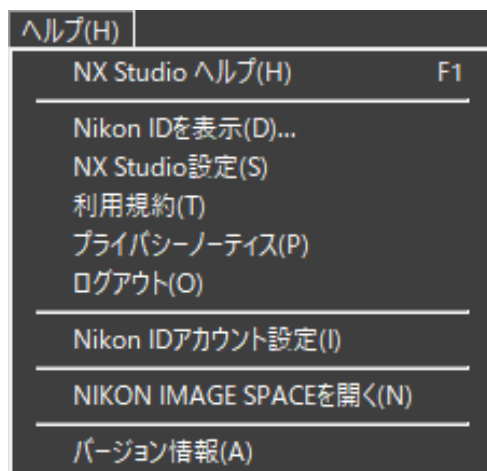 ヘルプ(H)
NX Studio ヘルプ(H) F1
Nikon IDを表示(D)...
NX Studio設定(S)
利用規約(T)
プライバシーノーティス(P)
ログアウト(O)
Nikon IDアカウント設定(I)
NIKON IMAGE SPACEを開く(N)
バージョン情報(A)